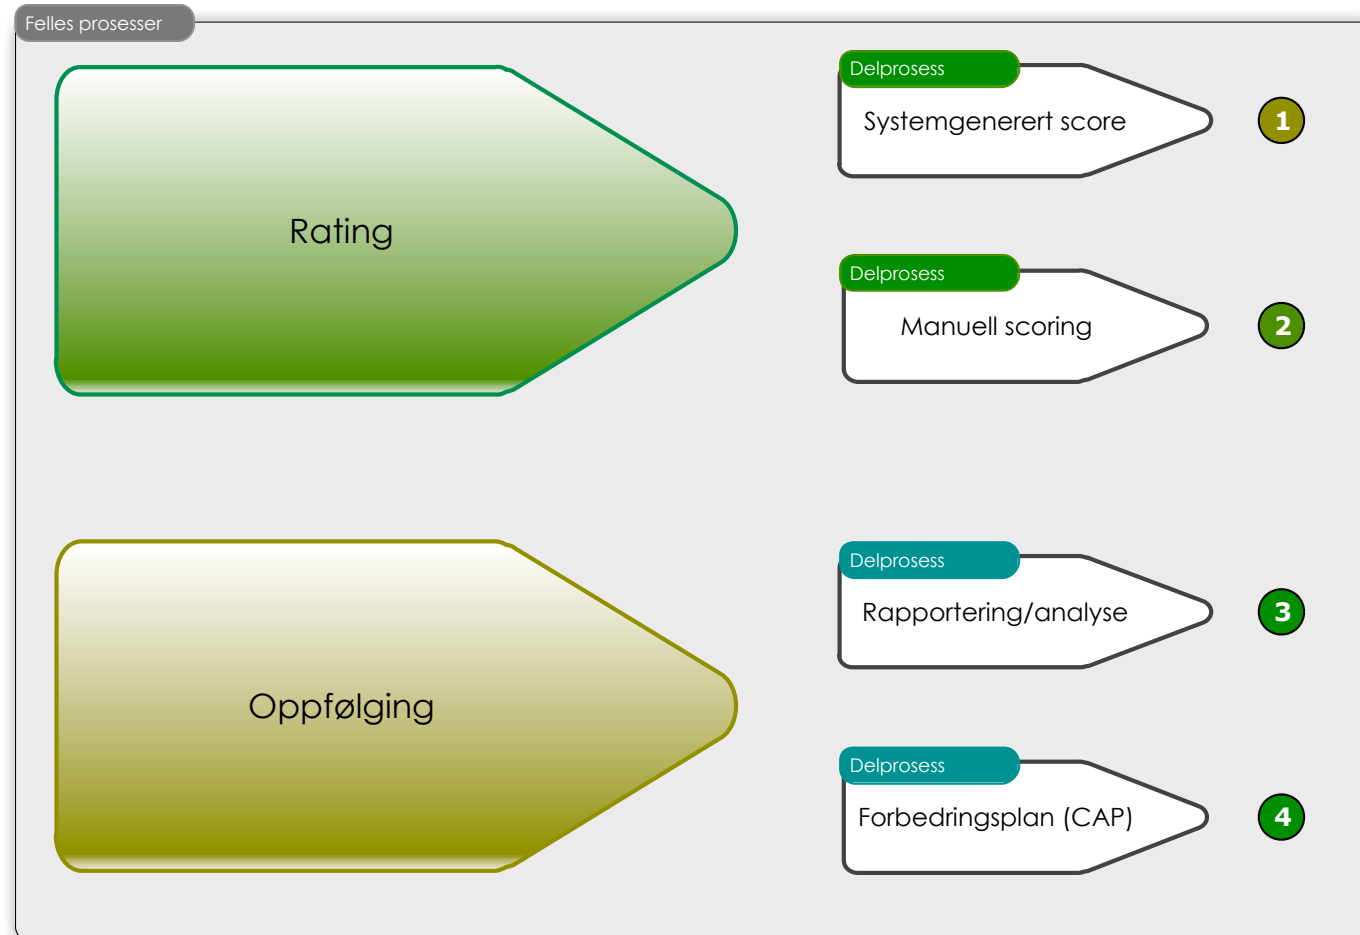 Felles prosesser
Rating
Delprosess
Systemgenerert score
1
Delprosess
Manuell scoring
2
Oppfølging
Delprosess
Rapportering/analyse
3
Delprosess
Forbedringsplan (CAP)
4